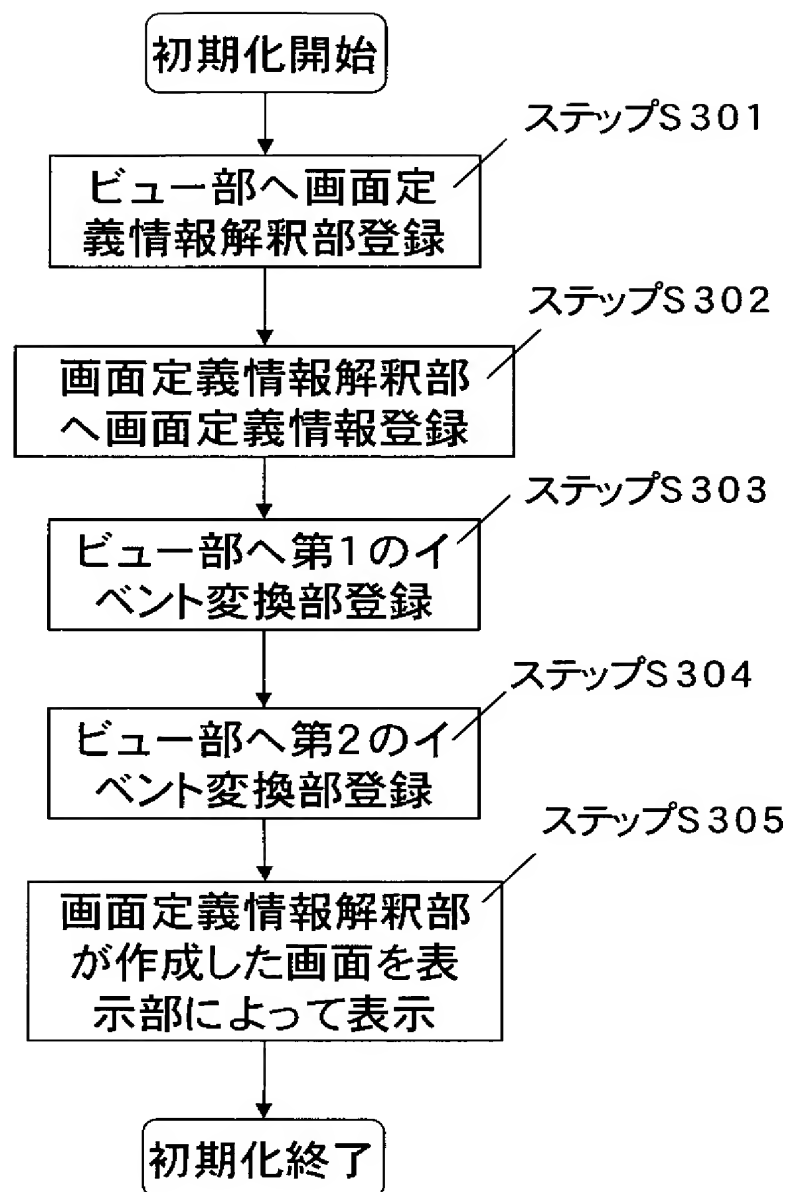 初期化開始
ステップS301
ビュー部へ画面定
義情報解釈部登録
ステップS302
画面定義情報解釈部
へ画面定義情報登録
ステップS303
ビュー部へ第1のイ
ベント変換部登録
ステップS304
ビュー部へ第2のイ
ベント変換部登録
ステップS305
画面定義情報解釈部
が作成した画面を表
示部によって表示
初期化終了